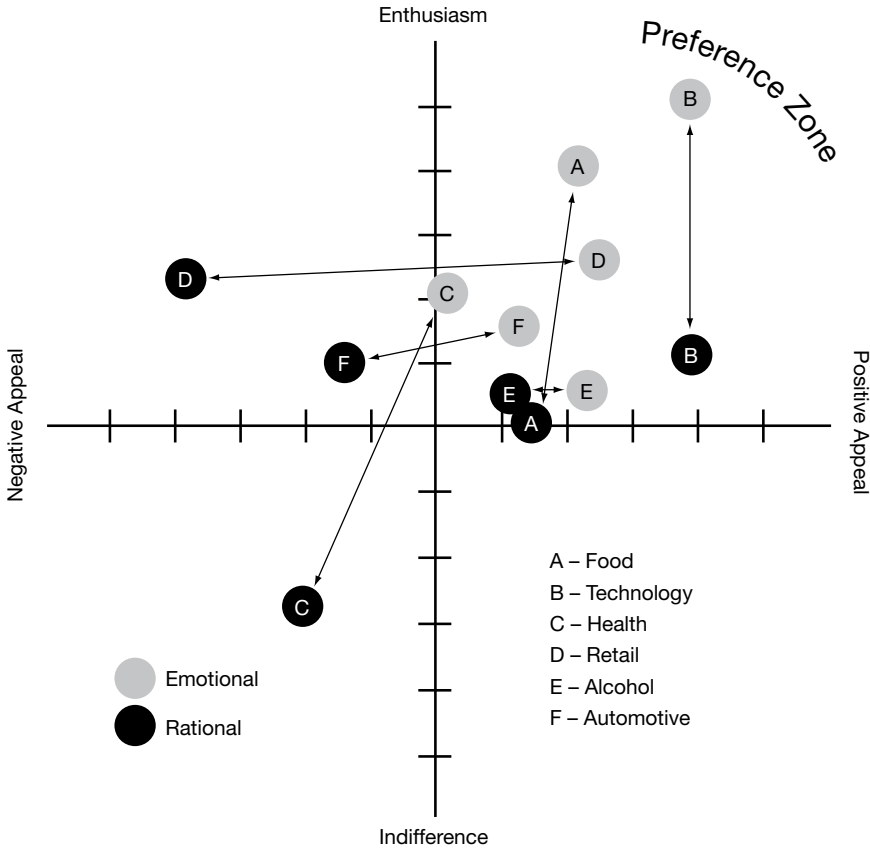 Enthusiasm
Preference Zone
B
A
D
D
C
F
F
B
E
E
A
Negative Appeal
Positive Appeal
C
A – Food
B – Technology
C – Health
D – Retail
E – Alcohol
F – Automotive
Emotional
Rational
Indifference